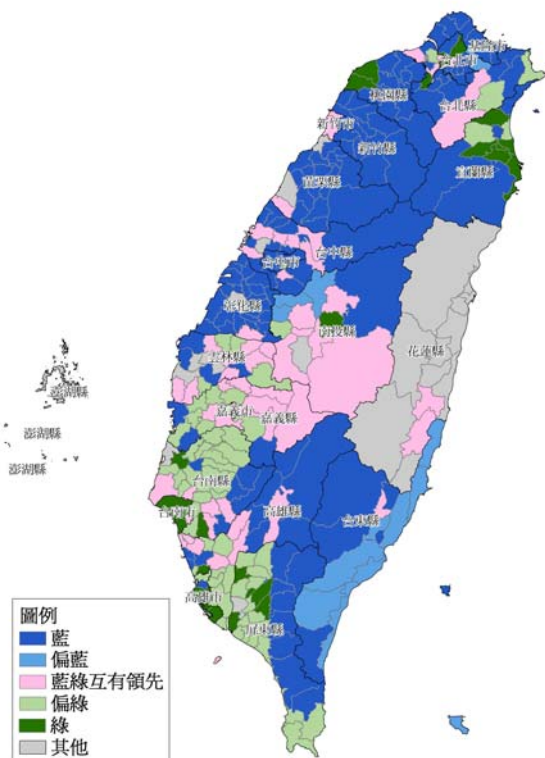 基隆市
台北市
桃園縣
台北縣
新竹市
新竹縣
宜蘭縣
苗栗縣
台中縣
台中市
彰化縣
南投縣
花蓮縣
雲林縣
澎湖縣
嘉義市
嘉義縣
澎湖縣
澎湖縣
台南縣
台南市
高雄縣
台東縣
高雄市
屏東縣
圖例
藍
偏藍
藍綠互有領先
偏綠
綠
其他